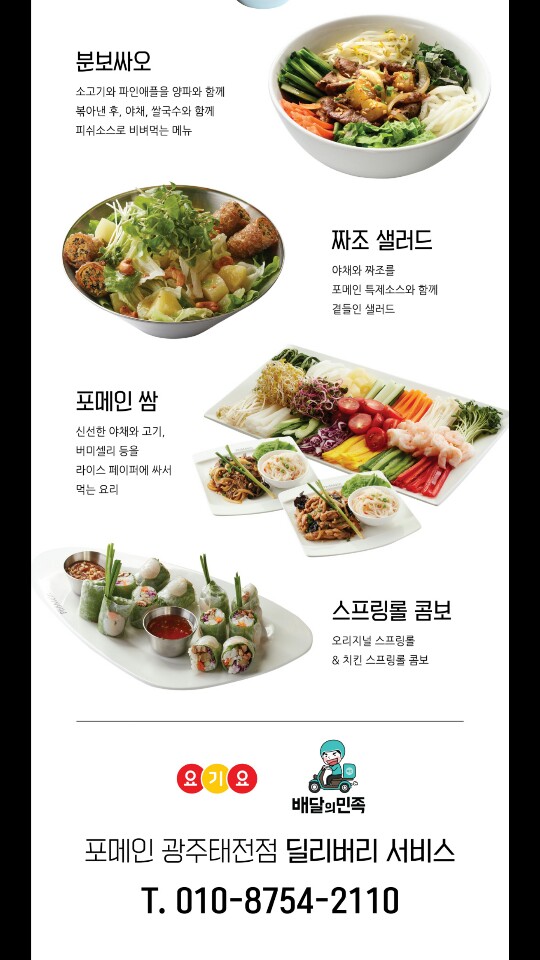 분보싸오
소고기와 파인애플을 양파와 함께
볶아낸 후, 야채, 쌀국수와 함께
피쉬소스로 비벼먹는 메뉴
짜조 샐러드
야채와 짜조를
포메인 특제소스와 함께
곁들인 샐러드
포메인 쌈
신선한 야채와 고기,
버미셀리 등을
라이스 페이퍼에 싸서
먹는 요리
스프링롤 콤보
오리지널 스프링롤
& 치킨 스프링롤 콤보
요기요
배달의민족
포메인 광주태전점 딜리버리 서비스
T. 010-8754-2110